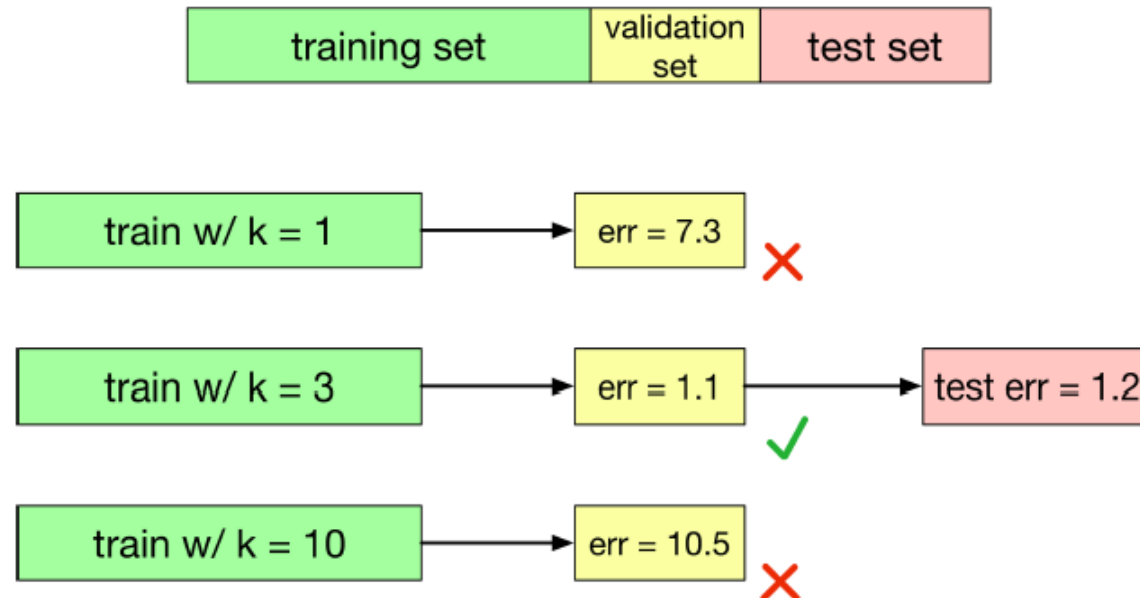 training set
validation
set
test set
train w/ k = 1
err = 7.3
train w/ k = 3
err = 1.1
test err = 1.2
train w/ k = 10
err = 10.5